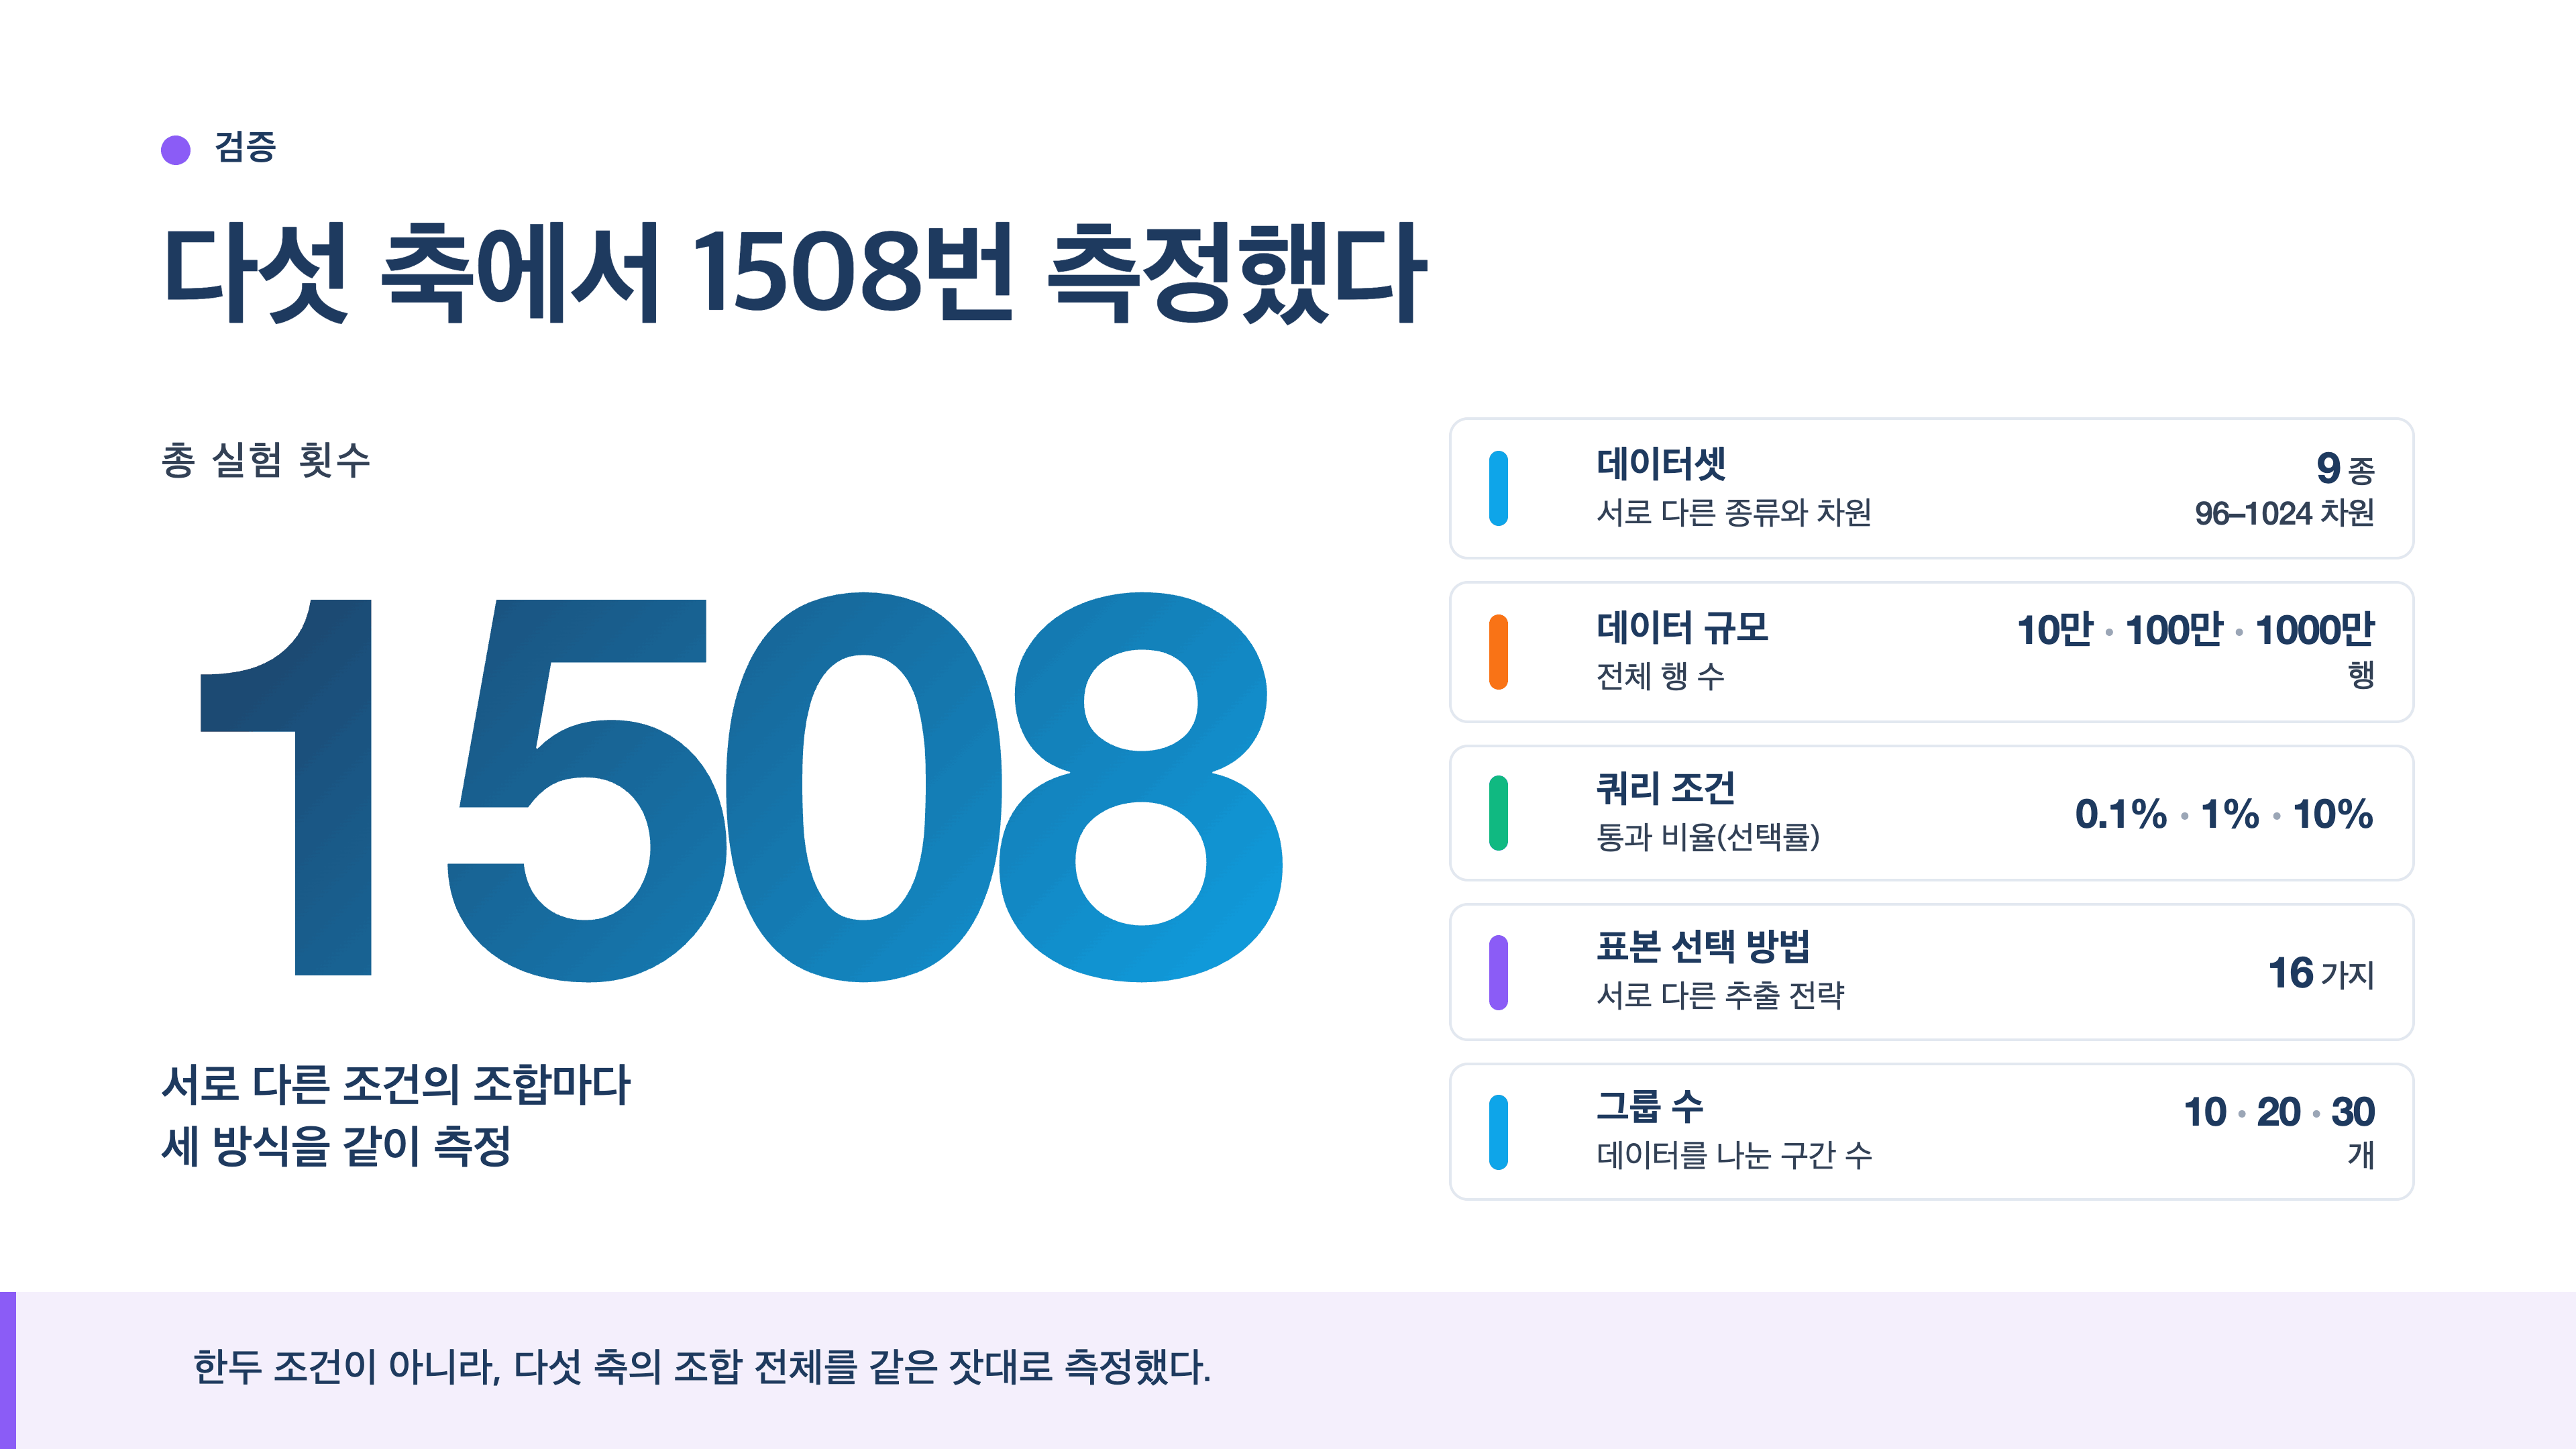 검증
다섯 축에서 1508번 측정했다
총 실험 횟수
1508
서로 다른 조건의 조합마다
세 방식을 같이 측정
데이터셋
서로 다른 종류와 차원
9 종
96–1024 차원
데이터 규모
전체 행 수
10만 · 100만 · 1000만
행
쿼리 조건
통과 비율(선택률)
0.1% · 1% · 10%
표본 선택 방법
서로 다른 추출 전략
16 가지
그룹 수
데이터를 나눈 구간 수
10 · 20 · 30
개
한두 조건이 아니라, 다섯 축의 조합 전체를 같은 잣대로 측정했다.